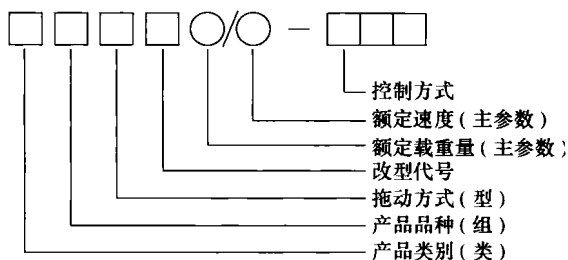 控制方式
额定速度(主参数)
额定载重量(主参数)
改型代号
拖动方式(型)
产品品种(组)
产品类别(类)